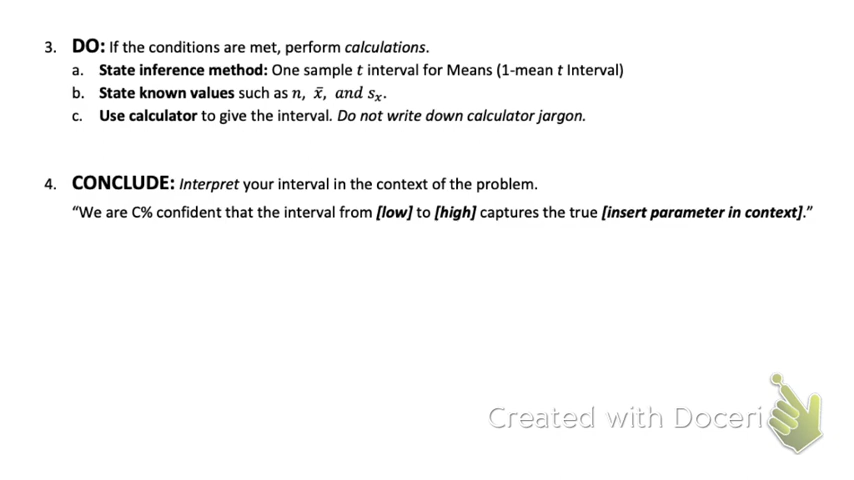 3. DO: If the conditions are met, perform calculations.
a. State inference method: One sample t interval for Means (1-mean t Interval)
b. State known values such as n, x̄, and sₓ.
c. Use calculator to give the interval. Do not write down calculator jargon.
4. CONCLUDE: Interpret your interval in the context of the problem.
“We are C% confident that the interval from [low] to [high] captures the true [insert parameter in context].”
Created with Doceri